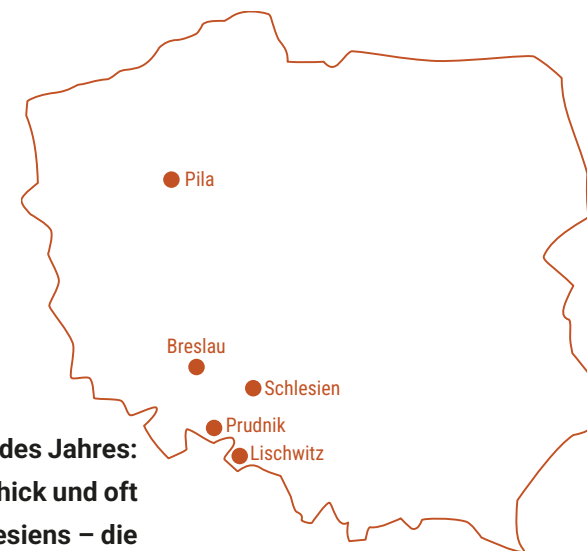 Pila
Breslau
Schlesien
Prudnik
Lischwitz
des Jahres:
hick und oft
esiens – die